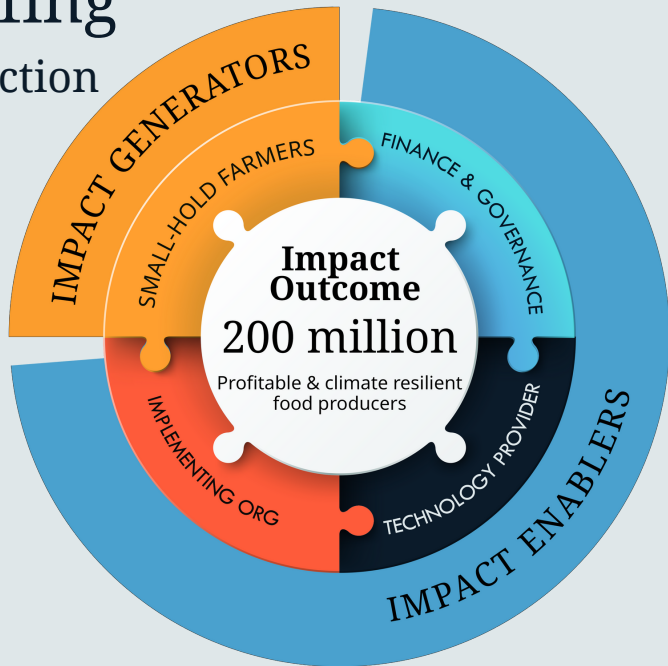 ction
IMPACT GENERATORS
SMALL-HOLD FARMERS
FINANCE & GOVERNANCE
Impact
Outcome
200 million
Profitable & climate resilient
food producers
IMPLEMENTING ORG
TECHNOLOGY PROVIDER
IMPACT ENABLERS